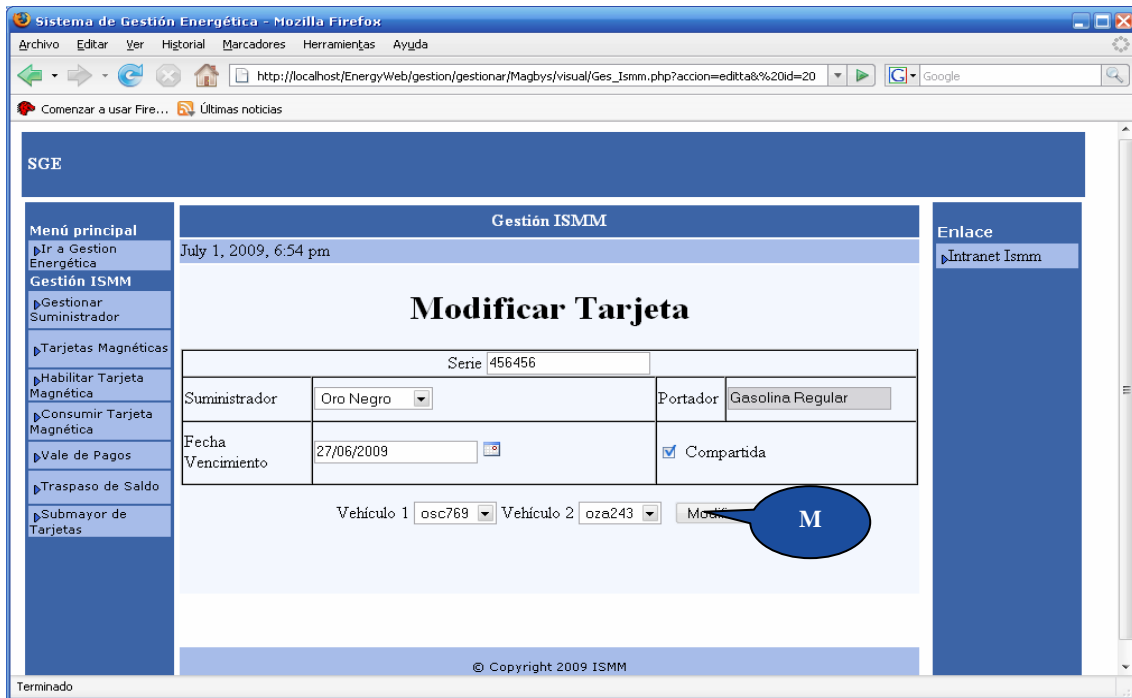 Sistema de Gestión Energética - Mozilla Firefox
Archivo Editar Ver Historial Marcadores Herramientas Ayuda
http://localhost/EnergyWeb/gestion/gestionar/Magbys/visual/Ges_Ismm.php?accion=editta&%20id=20
G Google
Comenzar a usar Fire... Últimas noticias
SGE
Menú principal
Ir a Gestion
Energética
Gestión ISMM
Gestionar
Suministrador
Tarjetas Magnéticas
Habilitar Tarjeta
Magnética
Consumir Tarjeta
Magnética
Vale de Pagos
Traspaso de Saldo
Submayor de
Tarjetas
Gestión ISMM
July 1, 2009, 6:54 pm
Modificar Tarjeta
Serie 456456
Suministrador Oro Negro Portador Gasolina Regular
Fecha
Vencimiento 27/06/2009 Compartida
Vehículo 1 osc769 Vehículo 2 oza243
M
Enlace
Intranet Ismm
© Copyright 2009 ISMM
Terminado